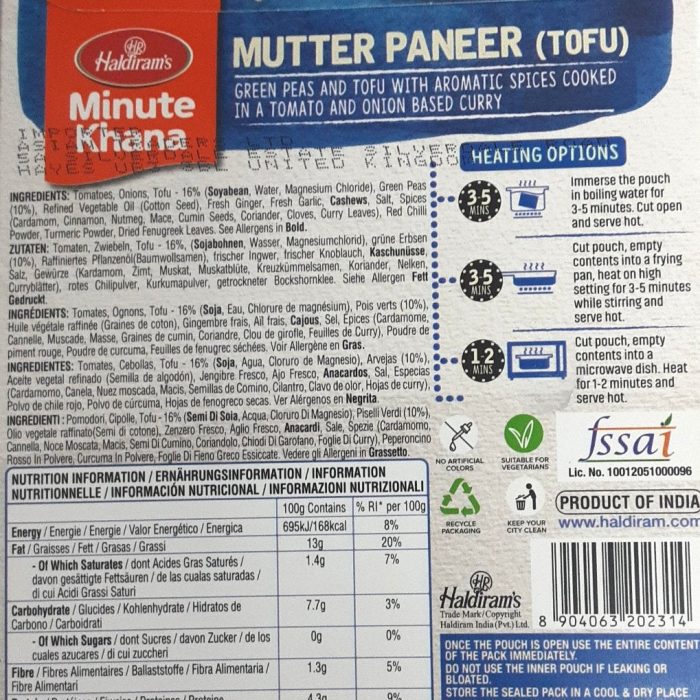 HR
Haldiram's
Minute
Khana
MUTTER PANEER (TOFU)
GREEN PEAS AND TOFU WITH AROMATIC SPICES COOKED
IN A TOMATO AND ONION BASED CURRY
SILVER
UNITED KINGDO
INGREDIENTS: Tomatoes, Onions, Tofu - 16% (Soyabean, Water, Magnesium Chloride), Green Peas
(10%), Refined Vegetable Oil (Cotton Seed), Fresh Ginger, Fresh Garlic, Cashews, Salt, Spices
(Cardamom, Cinnamon, Nutmeg, Mace, Cumin Seeds, Coriander, Cloves, Curry Leaves), Red Chilli
Powder, Turmeric Powder, Dried Fenugreek Leaves. See Allergens in Bold.
ZUTATEN: Tomaten, Zwiebeln, Tofu - 16%, (Sojabohnen, Wasser, Magnesiumchlorid), grüne Erbsen
(10%), Raffiniertes Pflanzenöl(Baumwollsamen), frischer Ingwer, frischer Knoblauch, Kaschunüsse,
Salz, Gewürze (Kardamom, Zimt, Muskat, Muskatblüte, Kreuzkümmelsamen, Koriander, Nelken,
Curryblätter), rotes Chilipulver, Kurkumapulver, getrockneter Bockshornklee. Siehe Allergen Fett
Gedruckt.
INGRÉDIENTS: Tomates, Ognons, Tofu - 16% (Soja, Eau, Chlorure de magnésium), Pois verts (10%),
Huile végétale raffinée (Graines de coton), Gingembre frais, Ail frais, Cajous, Sel, Epices (Cardamome,
Cannelle, Muscade, Masse, Graines de cumin, Coriandre, Clou de girofle, Feuilles de Curry), Poudre de
piment rouge, Poudre de curcuma, Feuilles de fenugrec séchées. Voir Allergène en Gras.
INGREDIENTES: Tomates, Cebollas, Tofu - 16% (Soja, Agua, Cloruro de Magnesio), Arvejas (10%),
Aceite vegetal refinado (Semilla de algodón), Jengibre Fresco, Ajo Fresco, Anacardos, Sal, Especias
(Cardamomo, Canela, Nuez moscada, Macis, Semillas de Comino, Cilantro, Clavo de olor, Hojas de curry),
Polvo de chile rojo, Polvo de cúrcuma, Hojas de fenogreco secas. Ver Alérgenos en Negrita.
INGREDIENTI: Pomodori, Cipolle, Tofu - 16% (Semi Di Soia, Acqua, Cloruro Di Magnesio), Piselli Verdi (10%),
Olio vegetale raffinato(Semi di cotone), Zenzero Fresco, Aglio Fresco, Anacardi, Sale, Spezie (Cardamomo,
Cannella, Noce Moscata, Macis, Semi Di Cumino, Coriandolo, Chiodi Di Garofano, Foglie Di Curry), Peperoncino
Rosso In Polvere, Curcuma In Polvere, Foglie Di Fieno Greco Essiccate. Vedere gli Allergeni in Grassetto.
NUTRITION INFORMATION / ERNÄHRUNGSINFORMATION / INFORMATION
NUTRITIONNELLE / INFORMACIÓN NUTRICIONAL / INFORMAZIONI NUTRIZIONALI
100g Contains % RI* per 100g
Energy / Energie / Energie / Valor Energético / Energica 695kJ/168kcal 8%
Fat / Graisses / Fett / Grasas / Grassi 13g 20%
- Of Which Saturates / dont Acides Gras Saturés / 1.4g 7%
davon gesättigte Fettsäuren / de las cualas saturadas /
di cui Acidi Grassi Saturi
Carbohydrate / Glucides / Kohlenhydrate / Hidratos de 7.7g 3%
Carbono / Carboidrati
- Of Which Sugars / dont Sucres / davon Zucker / de los 0g 0%
cuales azucares / di cui zuccheri
Fibre / Fibres Alimentaires / Ballaststoffe / Fibra Alimentaria / 1.3g 5%
Fibre Alimentari
4.3g 9%
HEATING OPTIONS
3-5
MINS
Immerse the pouch
in boiling water for
3-5 minutes. Cut open
and serve hot.
3-5
MINS
Cut pouch, empty
contents into a frying
pan, heat on high
setting for 3-5 minutes
while stirring and
serve hot.
1-2
MINS
Cut pouch, empty
contents into a
microwave dish. Heat
for 1-2 minutes and
serve hot.
NO ARTIFICIAL
COLORS
SUITABLE FOR
VEGETARIANS
fssai
Lic. No. 10012051000096
RECYCLE
PACKAGING
KEEP YOUR
CITY CLEAN
PRODUCT OF INDIA
www.haldiram.com
HR
Haldiram's
Trade Mark/Copyright
Haldiram India (Pvt.) Ltd.
8 904063 202314
ONCE THE POUCH IS OPEN USE THE ENTIRE CONTENT
OF THE PACK IMMEDIATELY.
DO NOT USE THE INNER POUCH IF LEAKING OR
BLOATED.
STORE THE SEALED PACK IN A COOL & DRY PLACE